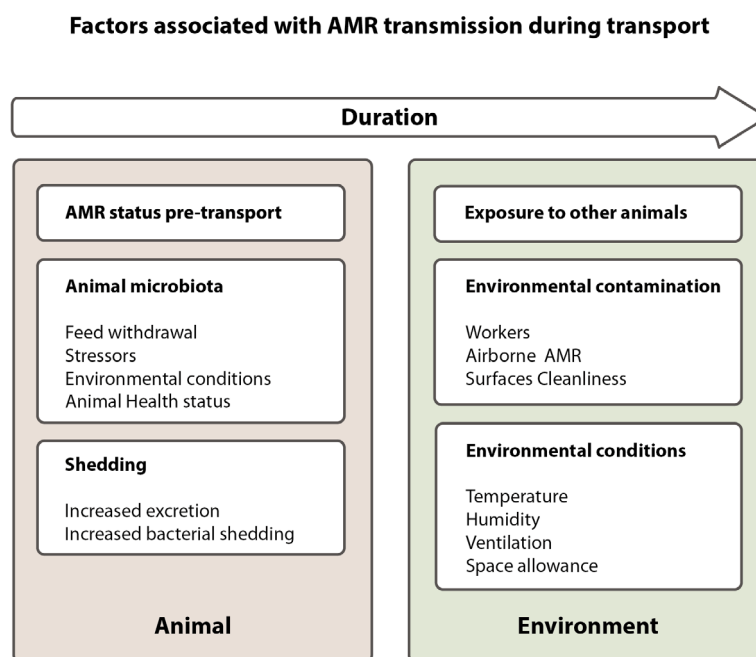 Factors associated with AMR transmission during transport
Duration
AMR status pre-transport
Animal microbiota
Feed withdrawal
Stressors
Environmental conditions
Animal Health status
Shedding
Increased excretion
Increased bacterial shedding
Animal
Exposure to other animals
Environmental contamination
Workers
Airborne AMR
Surfaces Cleanliness
Environmental conditions
Temperature
Humidity
Ventilation
Space allowance
Environment